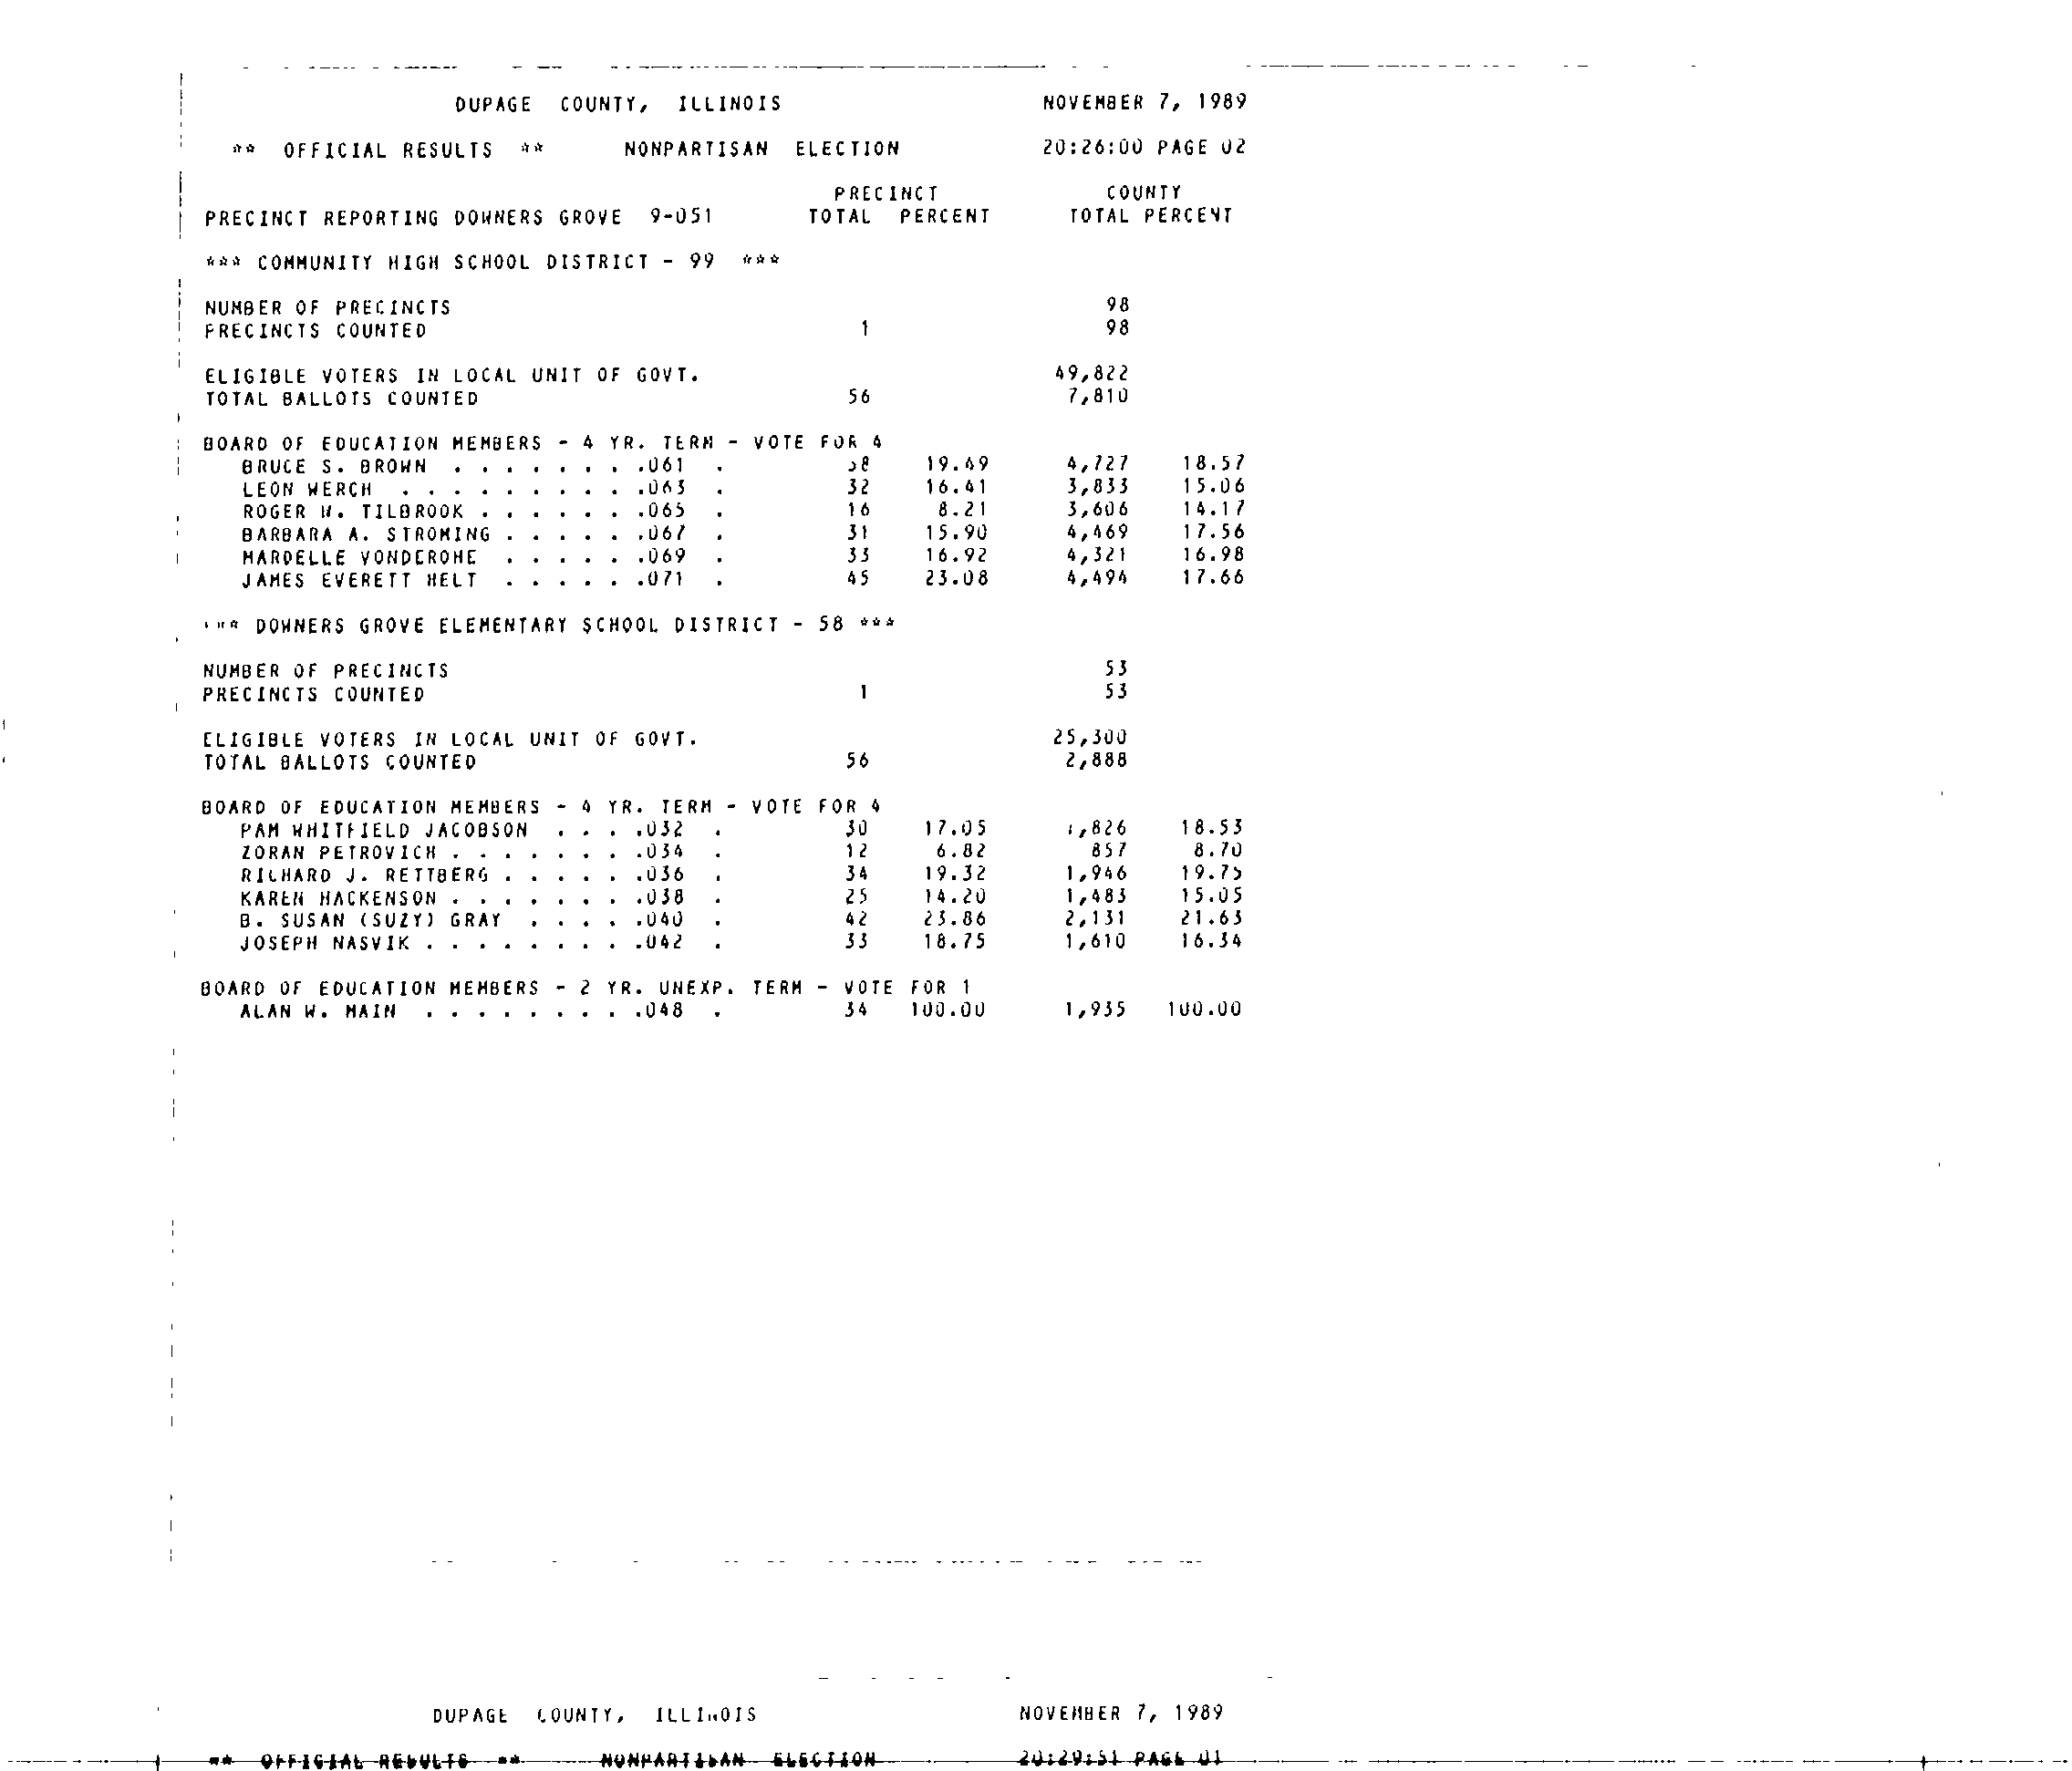 DUPAGE COUNTY, ILLINOIS NOVEMBER 7, 1989
** OFFICIAL RESULTS ** NONPARTISAN ELECTION 20:26:00 PAGE 02
PRECINCT COUNTY
PRECINCT REPORTING DOWNERS GROVE 9-051 TOTAL PERCENT TOTAL PERCENT
*** COMMUNITY HIGH SCHOOL DISTRICT - 99 ***
NUMBER OF PRECINCTS 98
PRECINCTS COUNTED 1 98
ELIGIBLE VOTERS IN LOCAL UNIT OF GOVT. 49,822
TOTAL BALLOTS COUNTED 56 7,810
BOARD OF EDUCATION MEMBERS - 4 YR. TERM - VOTE FOR 4
BRUCE S. BROWN . . . . . . . .061 . 38 19.49 4,727 18.57
LEON WERCH . . . . . . . . . .063 . 32 16.41 3,833 15.06
ROGER W. TILBROOK . . . . . . .065 . 16 8.21 3,606 14.17
BARBARA A. STROMING . . . . . .067 . 31 15.90 4,469 17.56
MARDELLE VONDEROHE . . . . . .069 . 33 16.92 4,321 16.98
JAMES EVERETT HELT . . . . . .071 . 45 23.08 4,494 17.66
*** DOWNERS GROVE ELEMENTARY SCHOOL DISTRICT - 58 ***
NUMBER OF PRECINCTS 53
PRECINCTS COUNTED 1 53
ELIGIBLE VOTERS IN LOCAL UNIT OF GOVT. 25,300
TOTAL BALLOTS COUNTED 56 2,888
BOARD OF EDUCATION MEMBERS - 4 YR. TERM - VOTE FOR 4
PAM WHITFIELD JACOBSON . . . .032 . 30 17.05 1,826 18.53
ZORAN PETROVICH . . . . . . . .034 . 12 6.82 857 8.70
RICHARD J. RETTBERG . . . . . .036 . 34 19.32 1,946 19.75
KAREN HACKENSON . . . . . . . .038 . 25 14.20 1,483 15.05
B. SUSAN (SUZY) GRAY . . . . .040 . 42 23.86 2,131 21.63
JOSEPH NASVIK . . . . . . . . .042 . 33 18.75 1,610 16.34
BOARD OF EDUCATION MEMBERS - 2 YR. UNEXP. TERM - VOTE FOR 1
ALAN W. MAIN . . . . . . . . .048 . 34 100.00 1,935 100.00
DUPAGE COUNTY, ILLINOIS NOVEMBER 7, 1989
** OFFICIAL RESULTS ** NONPARTISAN ELECTION 20:29:51 PAGE 01